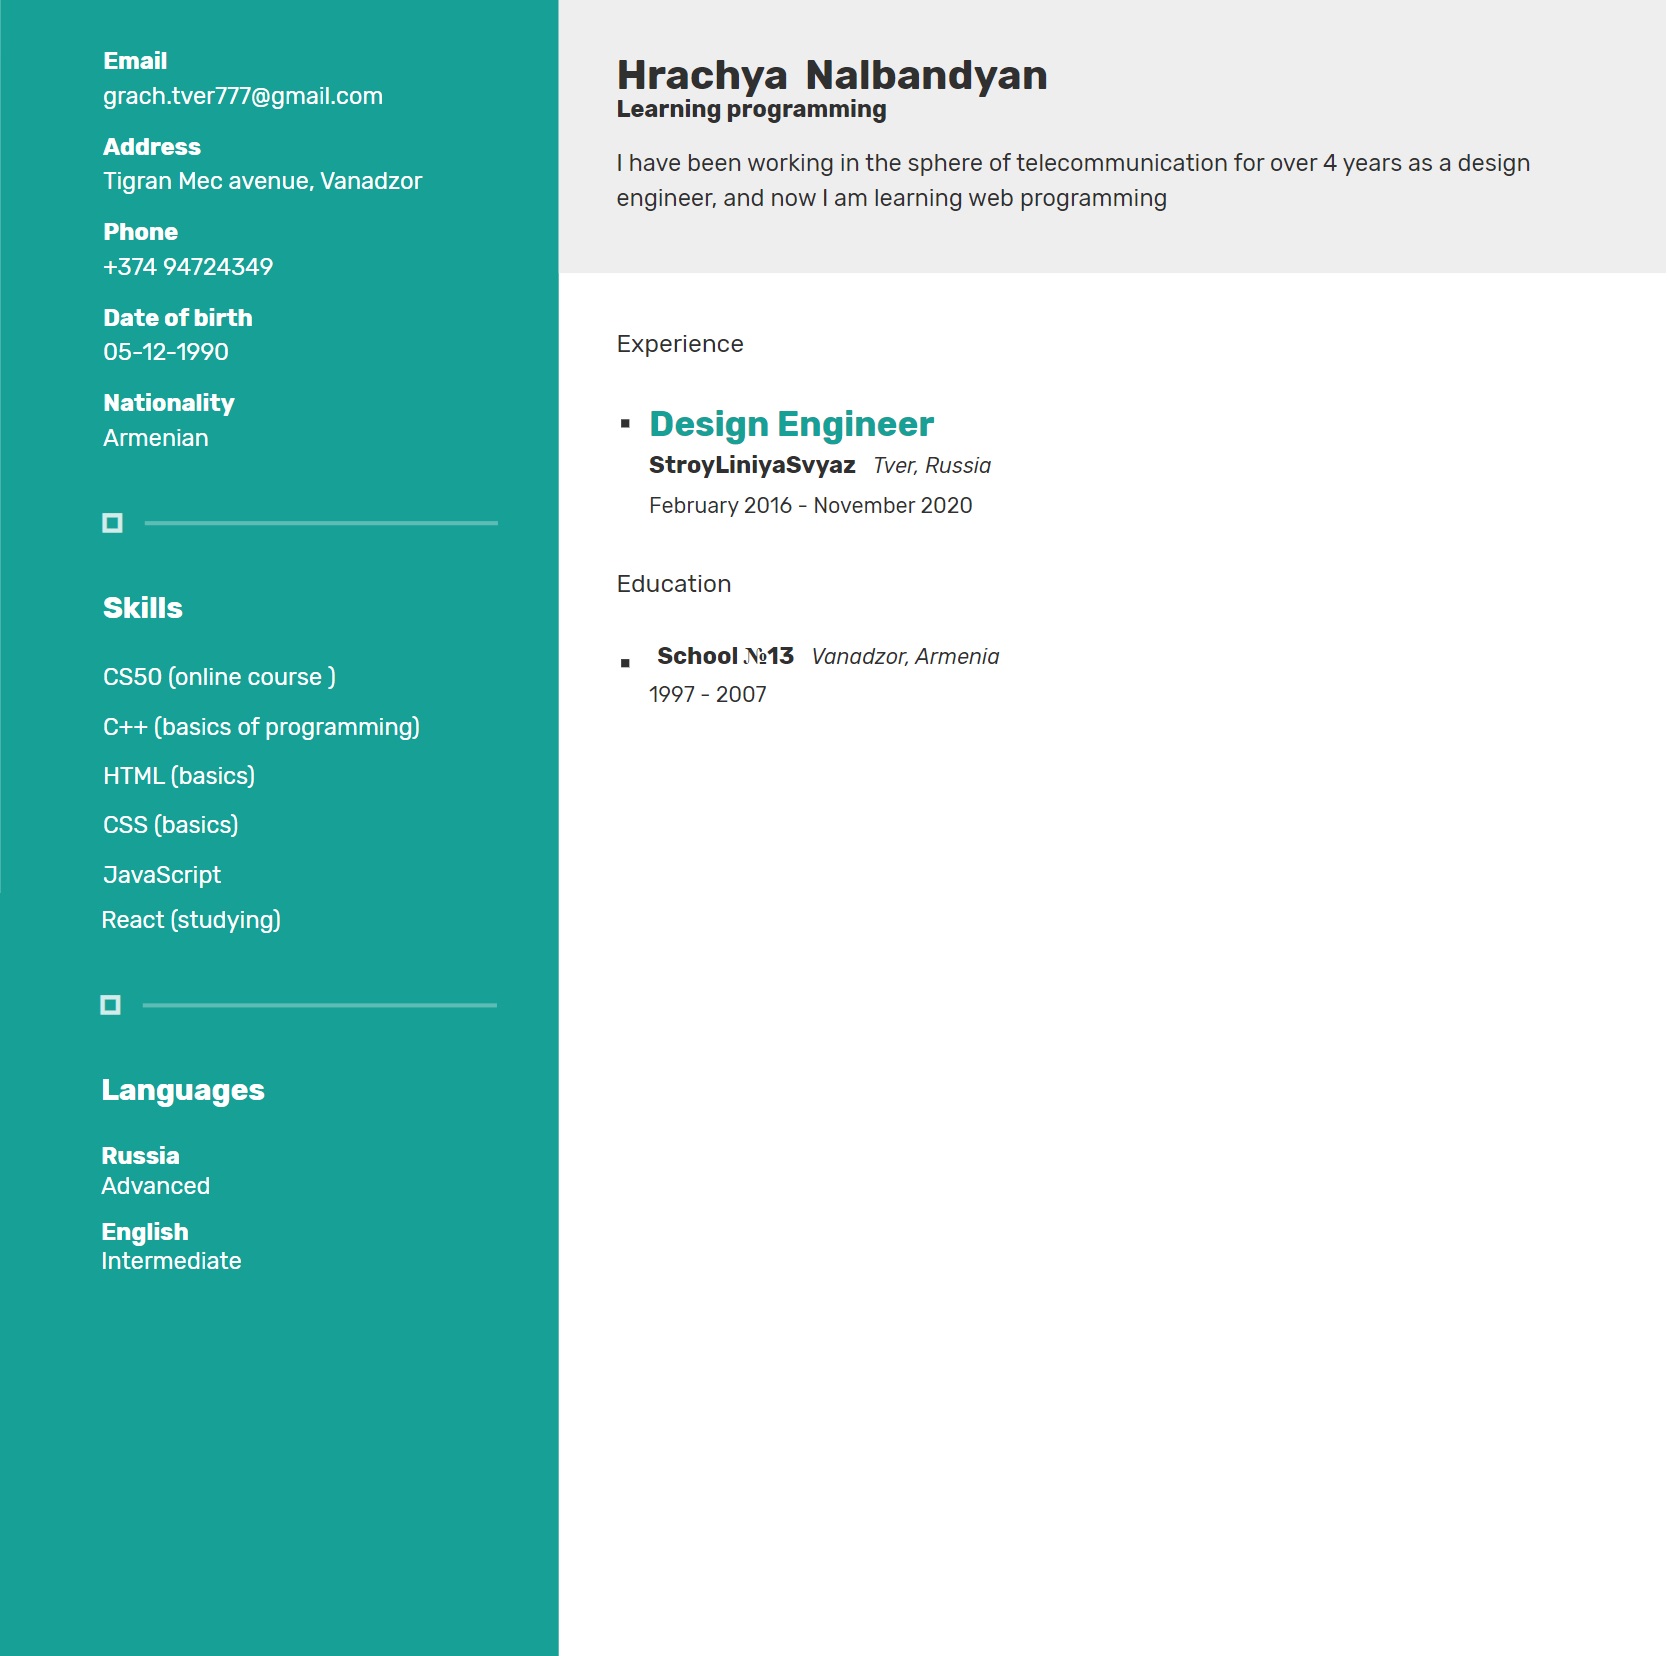 Email
grach.tver777@gmail.com
Address
Tigran Mec avenue, Vanadzor
Phone
+374 94724349
Date of birth
05-12-1990
Nationality
Armenian
Skills
CS50 (online course )
C++ (basics of programming)
HTML (basics)
CSS (basics)
JavaScript
React (studying)
Languages
Russia
Advanced
English
Intermediate
Hrachya Nalbandyan
Learning programming
I have been working in the sphere of telecommunication for over 4 years as a design
engineer, and now I am learning web programming
Experience
Design Engineer
StroyLiniyaSvyaz Tver, Russia
February 2016 - November 2020
Education
School №13 Vanadzor, Armenia
1997 - 2007